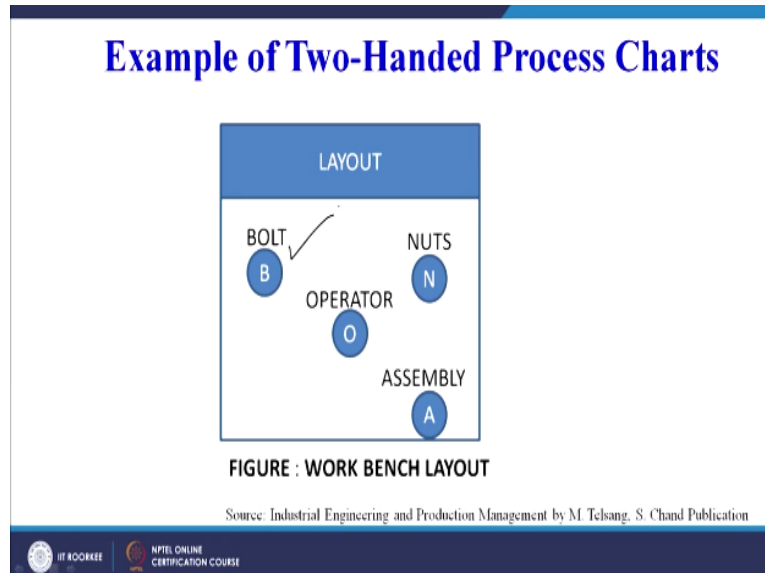 Example of Two-Handed Process Charts
LAYOUT
BOLT
B
NUTS
N
OPERATOR
O
ASSEMBLY
A
FIGURE : WORK BENCH LAYOUT
Source: Industrial Engineering and Production Management by M. Telsang, S. Chand Publication
IIT ROORKEE
NPTEL ONLINE
CERTIFICATION COURSE